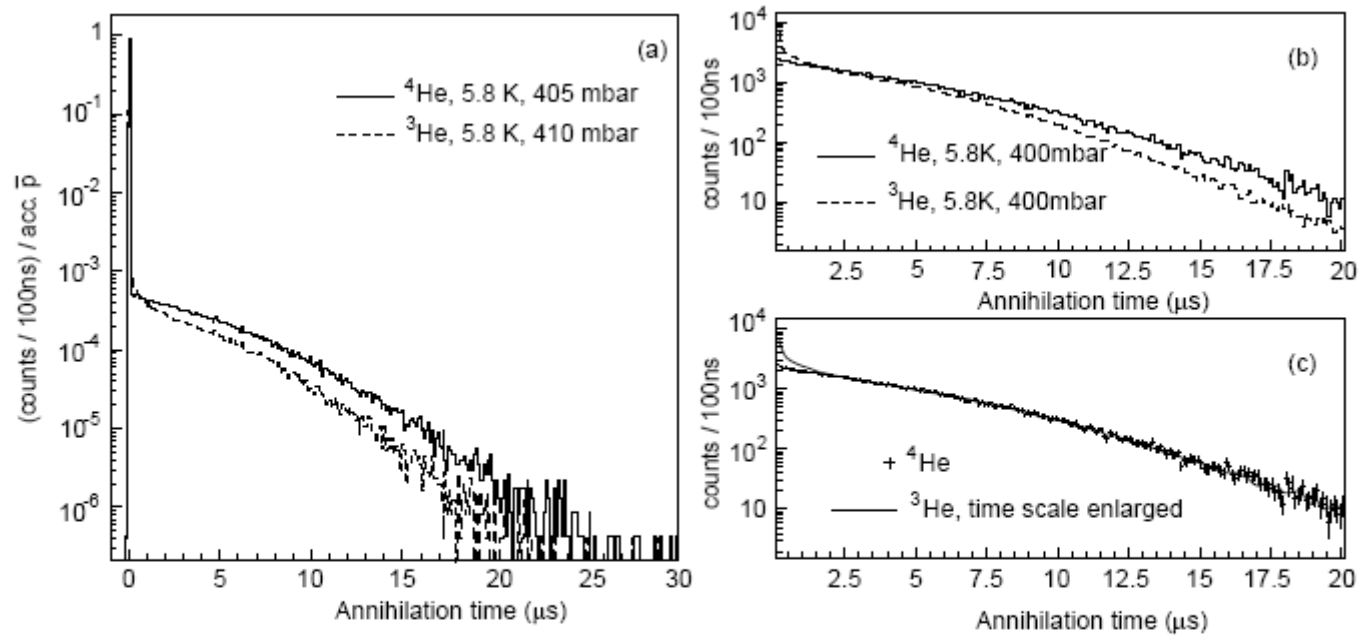 (a)
1
10^-1
10^-2
10^-3
10^-4
10^-5
10^-6
(counts / 100ns) / acc. p̅
⁴He, 5.8 K, 405 mbar
³He, 5.8 K, 410 mbar
0 5 10 15 20 25 30
Annihilation time (μs)
(b)
10^4
10^3
10^2
10
counts / 100ns
⁴He, 5.8K, 400mbar
³He, 5.8K, 400mbar
2.5 5 7.5 10 12.5 15 17.5 20
Annihilation time (μs)
(c)
10^4
10^3
10^2
10
counts / 100ns
⁴He
³He, time scale enlarged
2.5 5 7.5 10 12.5 15 17.5 20
Annihilation time (μs)